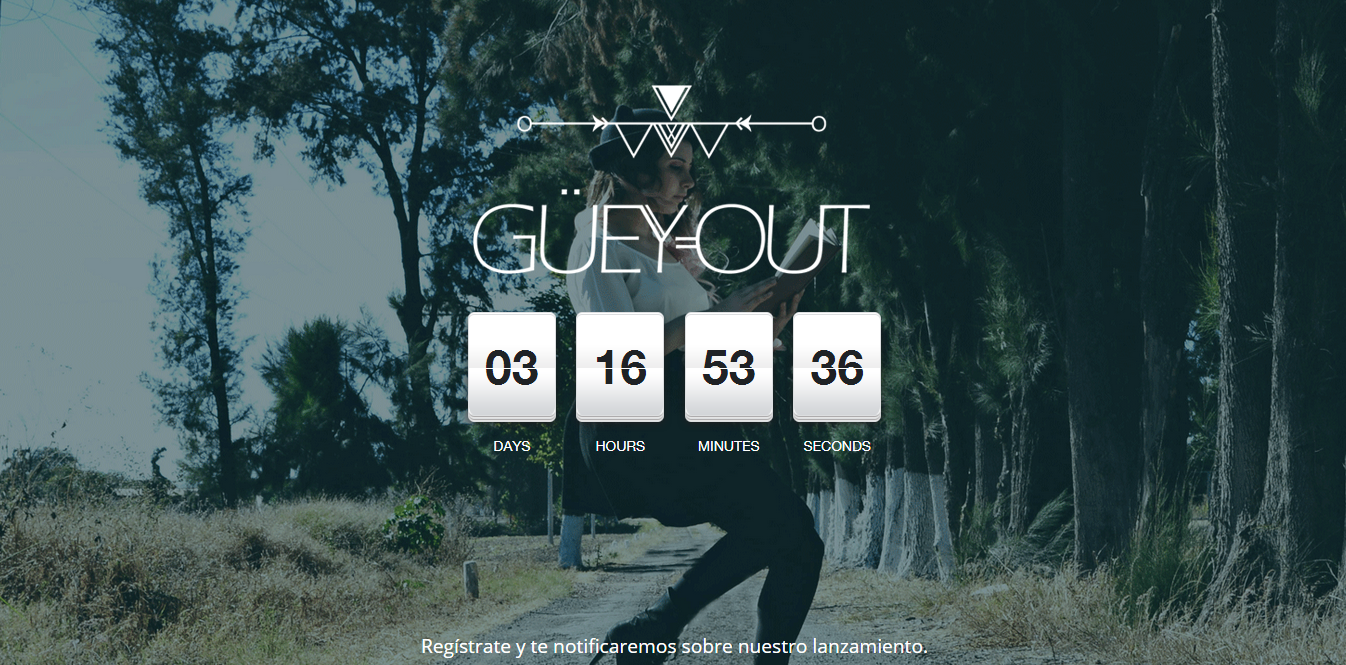 GÜEY=OUT
03 16 53 36
DAYS HOURS MINUTES SECONDS
Regístrate y te notificaremos sobre nuestro lanzamiento.